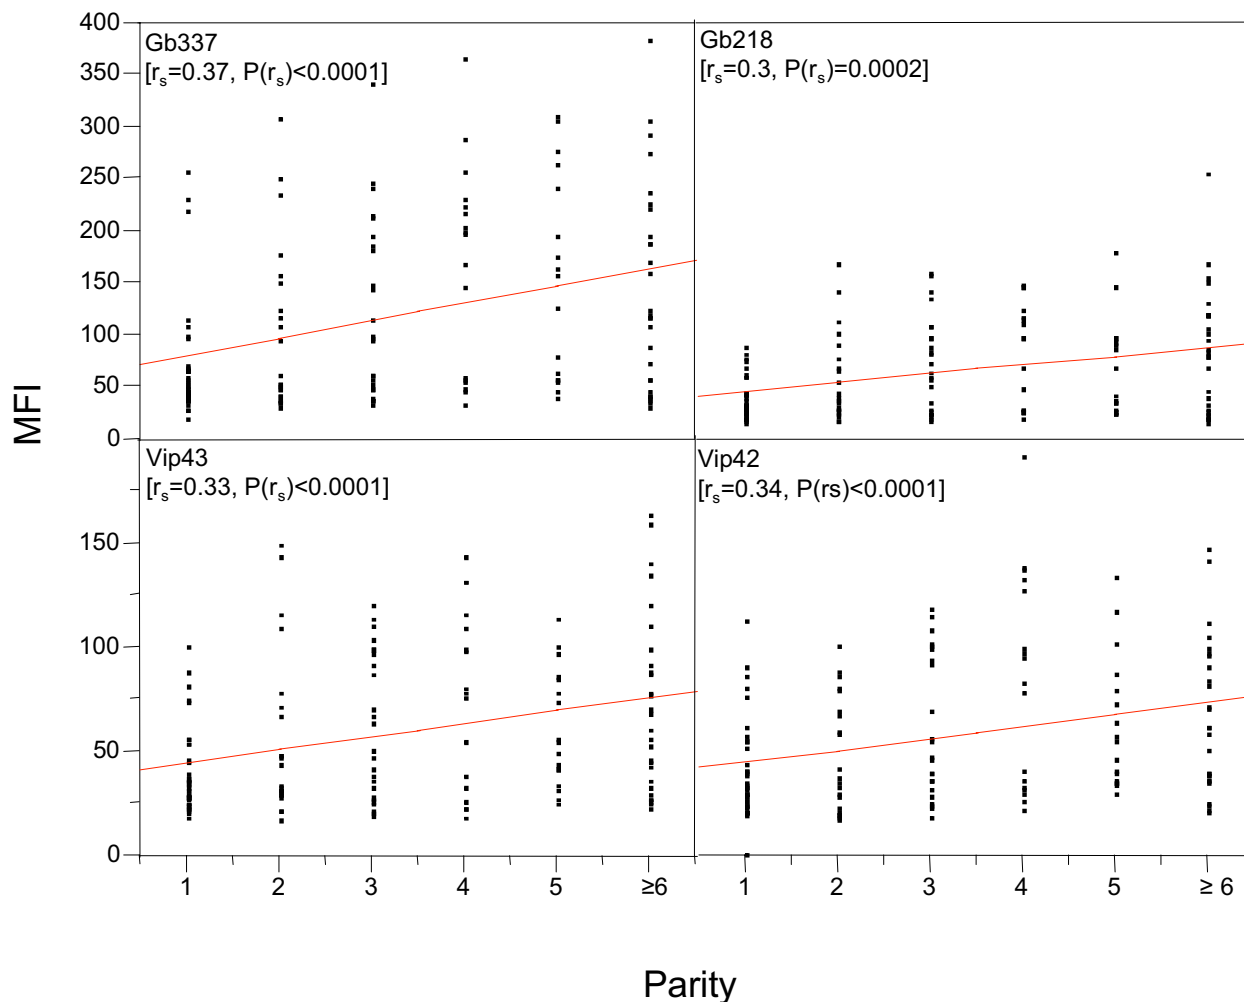 400
350
300
250
200
150
100
50
0
Gb337
[rs=0.37, P(rs)<0.0001]
Gb218
[rs=0.3, P(rs)=0.0002]
MFI
150
100
50
0
Vip43
[rs=0.33, P(rs)<0.0001]
Vip42
[rs=0.34, P(rs)<0.0001]
1 2 3 4 5 ≥6
1 2 3 4 5 ≥ 6
Parity